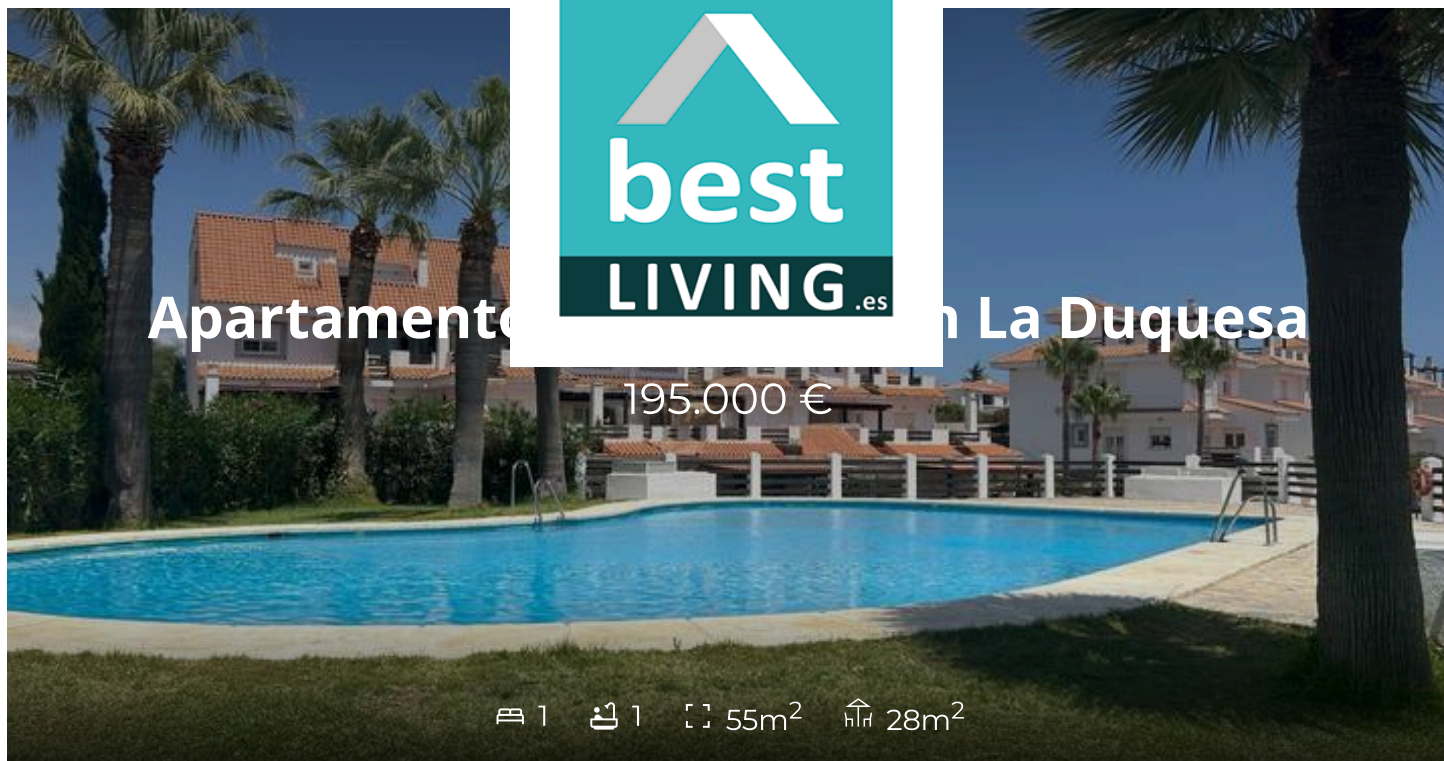 best
LIVING.es
Apartamento La Duquesa
195.000 €
1 1 55m² 28m²